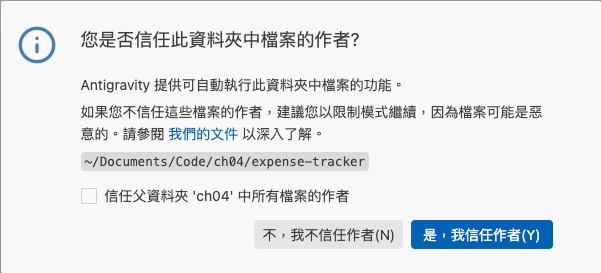 您是否信任此資料夾中檔案的作者?
Antigravity 提供可自動執行此資料夾中檔案的功能。
如果您不信任這些檔案的作者，建議您以限制模式繼續，因為檔案可能是惡
意的。請參閱 我們的文件 以深入了解。
~/Documents/Code/ch04/expense-tracker
信任父資料夾 'ch04' 中所有檔案的作者
不，我不信任作者(N)
是，我信任作者(Y)